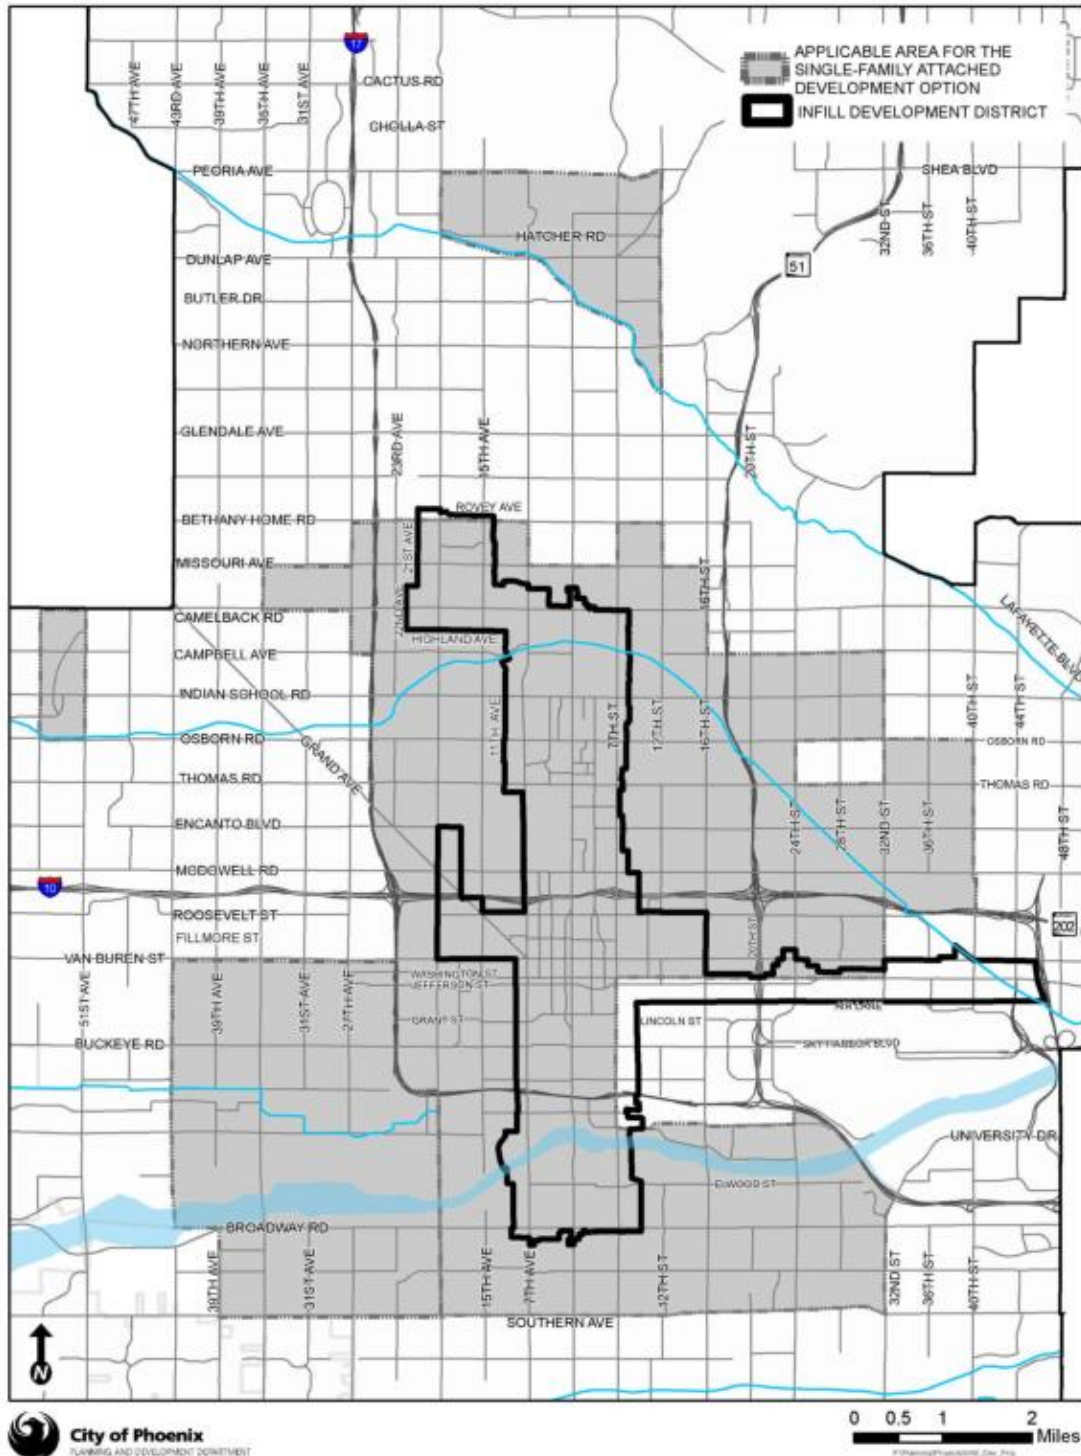 17
APPLICABLE AREA FOR THE
SINGLE-FAMILY ATTACHED
DEVELOPMENT OPTION
INFILL DEVELOPMENT DISTRICT
47TH AVE
43RD AVE
39TH AVE
35TH AVE
31ST AVE
CACTUS RD
CHOLLA ST
PEORIA AVE
SHEA BLVD
32ND ST
36TH ST
40TH ST
HATCHER RD
DUNLAP AVE
51
BUTLER DR
NORTHERN AVE
GLENDALE AVE
23RD AVE
15TH AVE
20TH ST
ROVEY AVE
BETHANY HOME RD
21ST AVE
MISSOURI AVE
16TH ST
22ND AVE
CAMELBACK RD
LAFAYETTE BLVD
HIGHLAND AVE
CAMPBELL AVE
INDIAN SCHOOL RD
11TH AVE
7TH ST
12TH ST
16TH ST
40TH ST
44TH ST
OSBORN RD
OSBORN RD
GRAND AVE
THOMAS RD
THOMAS RD
ENCANTO BLVD
24TH ST
28TH ST
32ND ST
36TH ST
48TH ST
MCDOWELL RD
10
ROOSEVELT ST
202
FILLMORE ST
20TH ST
VAN BUREN ST
WASHINGTON ST
JEFFERSON ST
51ST AVE
39TH AVE
31ST AVE
27TH AVE
AIR LANE
GRANT ST
LINCOLN ST
BUCKEYE RD
SKY HARBOR BLVD
UNIVERSITY DR
ELWOOD ST
BROADWAY RD
39TH AVE
31ST AVE
15TH AVE
7TH AVE
12TH ST
32ND ST
36TH ST
40TH ST
SOUTHERN AVE
N
City of Phoenix
PLANNING AND DEVELOPMENT DEPARTMENT
0 0.5 1 2
Miles